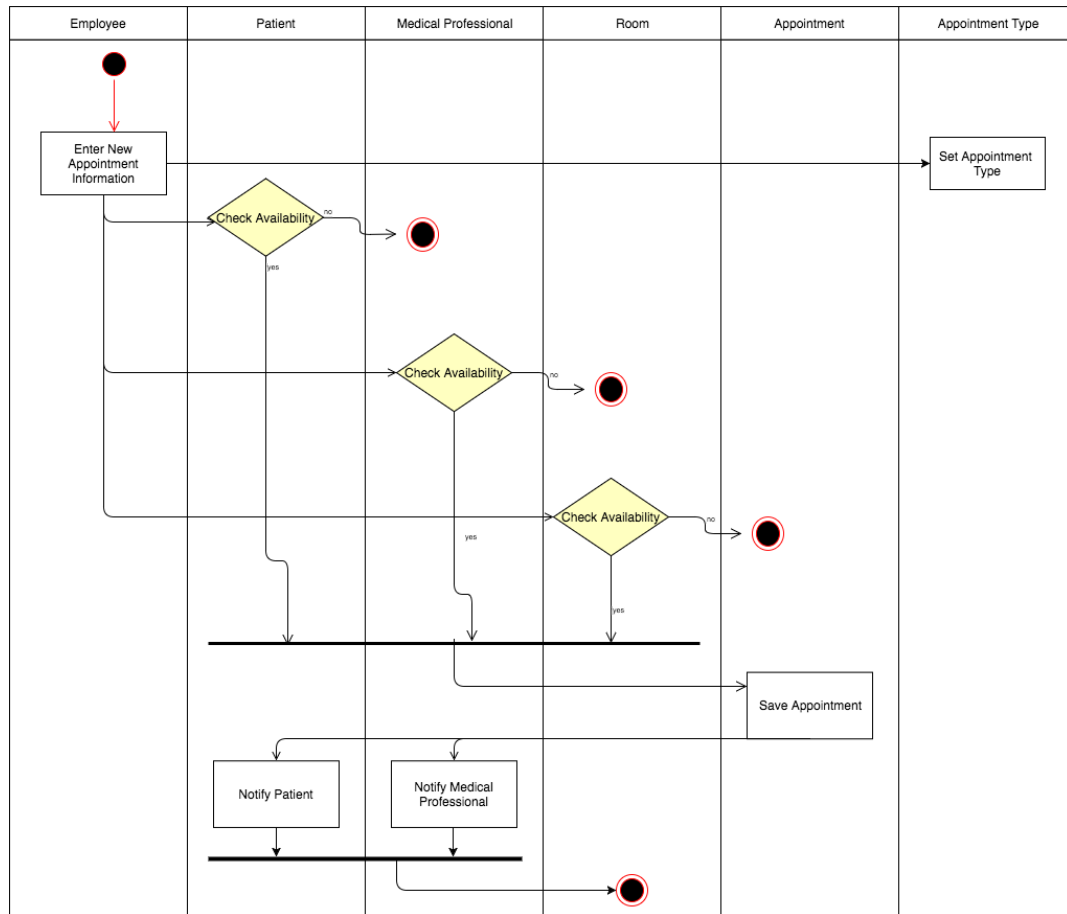 Employee
Patient
Medical Professional
Room
Appointment
Appointment Type
Enter New
Appointment
Information
Set Appointment
Type
Check Availability
no
yes
Check Availability
no
yes
Check Availability
no
yes
Save Appointment
Notify Patient
Notify Medical
Professional